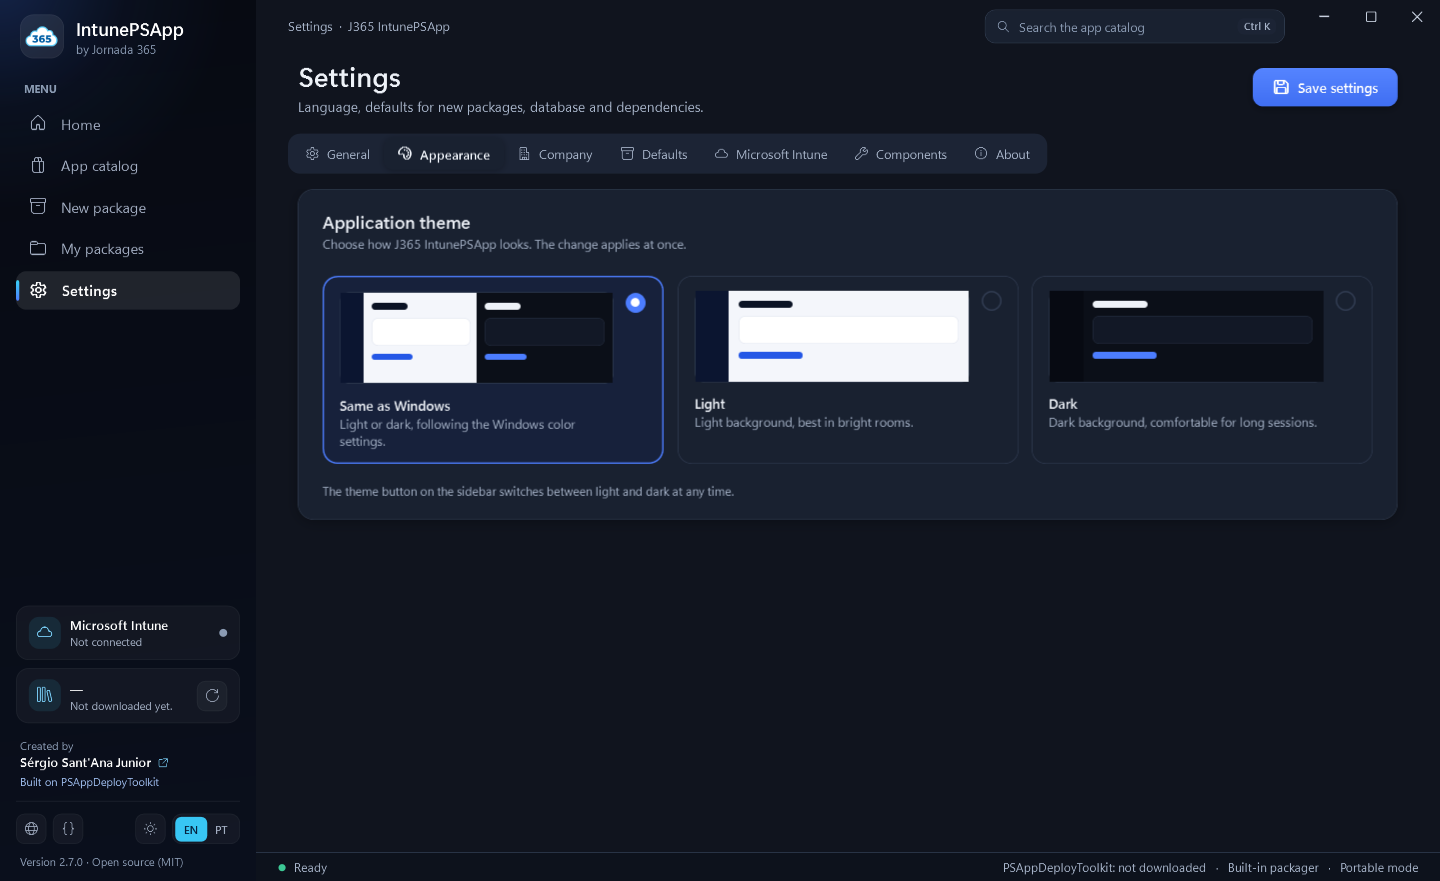 365
IntunePSApp
by Jornada 365
MENU
Home
App catalog
New package
My packages
Settings
Microsoft Intune
Not connected
—
Not downloaded yet.
Created by
Sérgio Sant'Ana Junior
Built on PSAppDeployToolkit
{}
EN PT
Version 2.7.0 · Open source (MIT)
Settings · J365 IntunePSApp
Search the app catalog Ctrl K
Settings
Language, defaults for new packages, database and dependencies.
Save settings
General Appearance Company Defaults Microsoft Intune Components About
Application theme
Choose how J365 IntunePSApp looks. The change applies at once.
Same as Windows
Light or dark, following the Windows color
settings.
Light
Light background, best in bright rooms.
Dark
Dark background, comfortable for long sessions.
The theme button on the sidebar switches between light and dark at any time.
Ready
PSAppDeployToolkit: not downloaded · Built-in packager · Portable mode